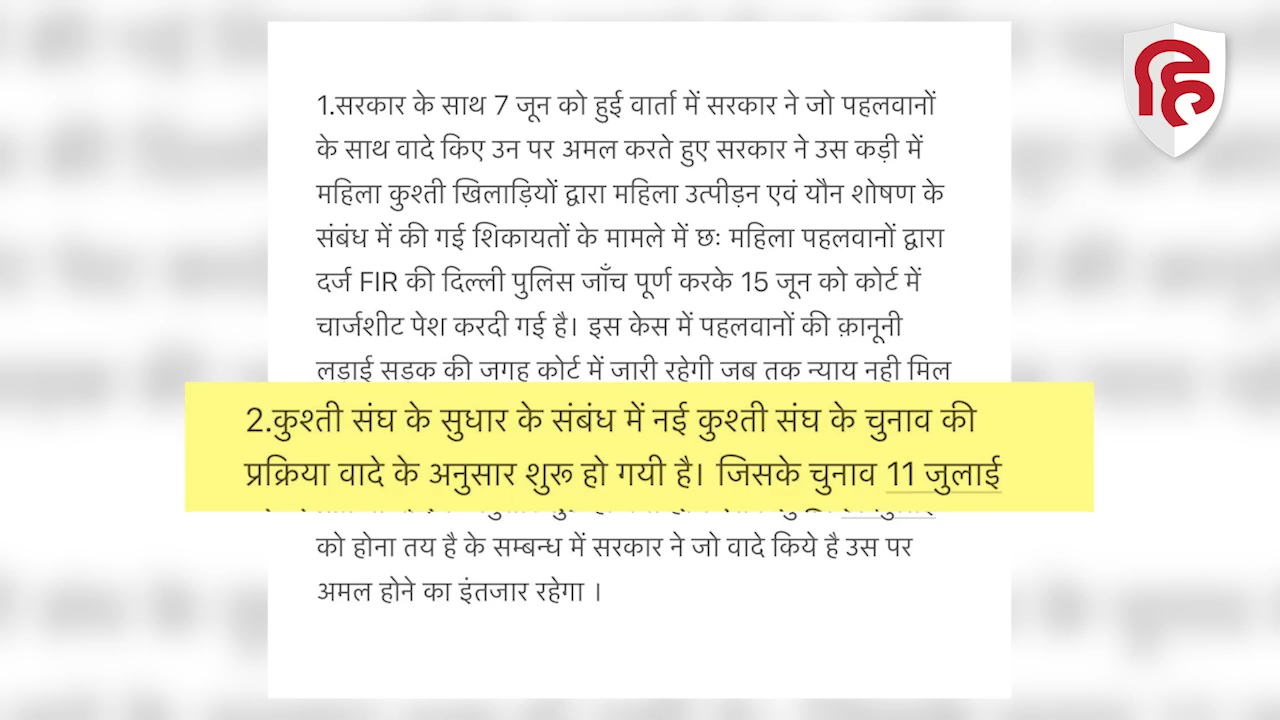 हि
1.सरकार के साथ 7 जून को हुई वार्ता में सरकार ने जो पहलवानों
के साथ वादे किए उन पर अमल करते हुए सरकार ने उस कड़ी में
महिला कुश्ती खिलाड़ियों द्वारा महिला उत्पीड़न एवं यौन शोषण के
संबंध में की गई शिकायतों के मामले में छः महिला पहलवानों द्वारा
दर्ज FIR की दिल्ली पुलिस जाँच पूर्ण करके 15 जून को कोर्ट में
चार्जशीट पेश करदी गई है। इस केस में पहलवानों की क़ानूनी
लड़ाई सड़क की जगह कोर्ट में जारी रहेगी जब तक न्याय नही मिल
2.कुश्ती संघ के सुधार के संबंध में नई कुश्ती संघ के चुनाव की
प्रक्रिया वादे के अनुसार शुरू हो गयी है। जिसके चुनाव 11 जुलाई
को होना तय है के सम्बन्ध में सरकार ने जो वादे किये है उस पर
अमल होने का इंतजार रहेगा ।